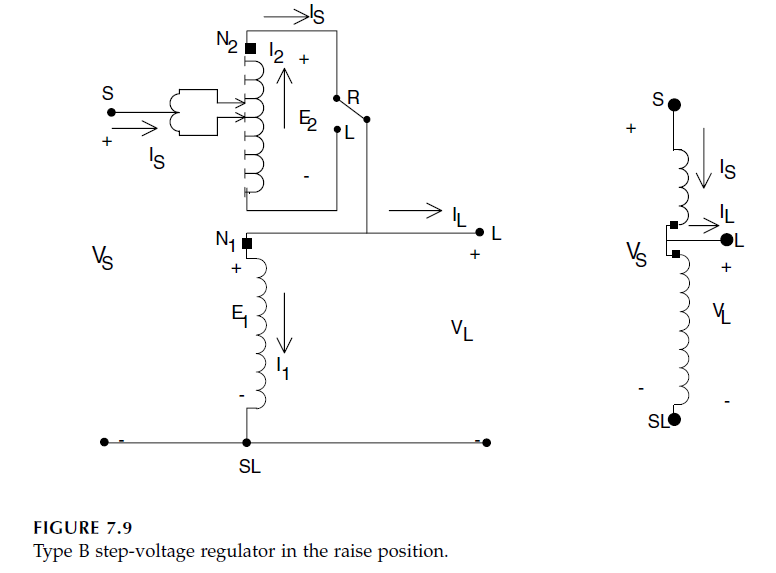 IS
N2
I2
+
S
R
E2
L
+
IS
-
IL
L
N1
+
+
VS
E1
VL
I1
-
-
-
SL
S
+
IS
IL
L
VS
+
VL
-
-
SL
FIGURE 7.9
Type B step-voltage regulator in the raise position.